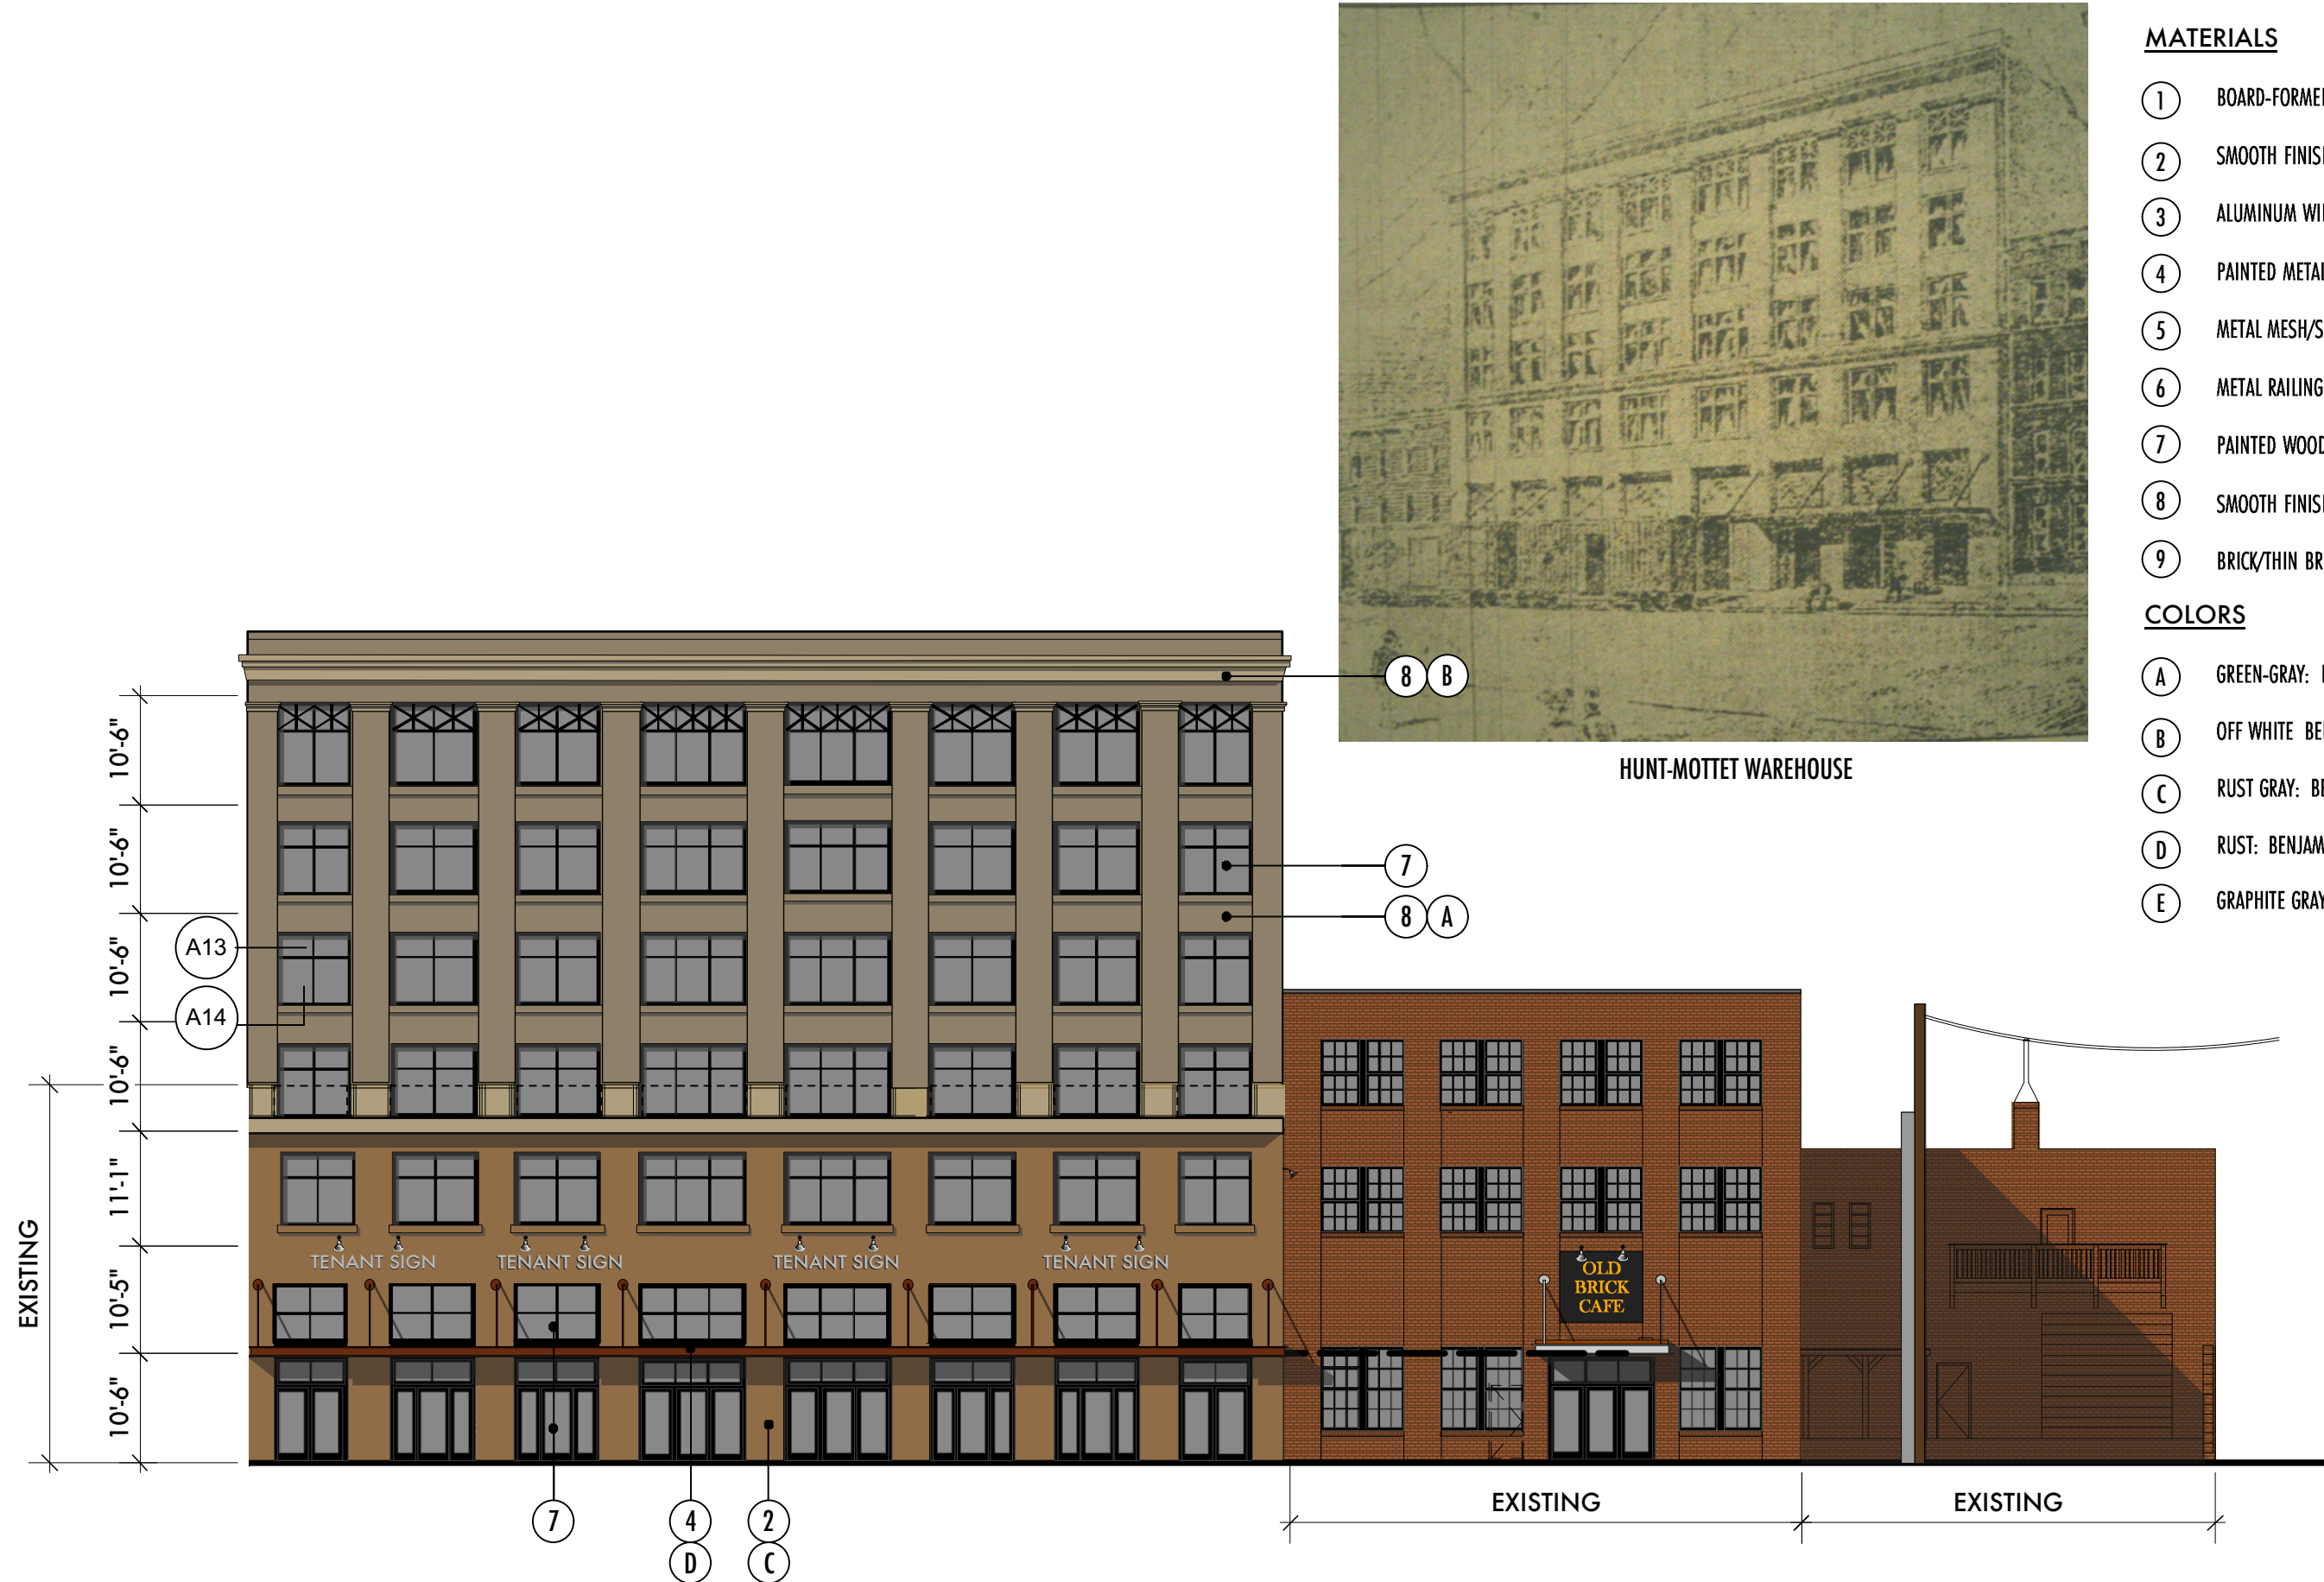 MATERIALS
1 BOARD-FORME
2 SMOOTH FINIS
3 ALUMINUM WI
4 PAINTED METAL
5 METAL MESH/S
6 METAL RAILING
7 PAINTED WOOD
8 SMOOTH FINIS
9 BRICK/THIN BR
COLORS
A GREEN-GRAY:
B OFF WHITE BE
C RUST GRAY: B
D RUST: BENJAM
E GRAPHITE GRAY
HUNT-MOTTET WAREHOUSE
8 B
7
8 A
10'-6"
10'-6"
10'-6"
10'-6"
11'-1"
10'-5"
10'-6"
EXISTING
A13
A14
TENANT SIGN TENANT SIGN TENANT SIGN TENANT SIGN
OLD
BRICK
CAFE
7
4
D
2
C
EXISTING EXISTING